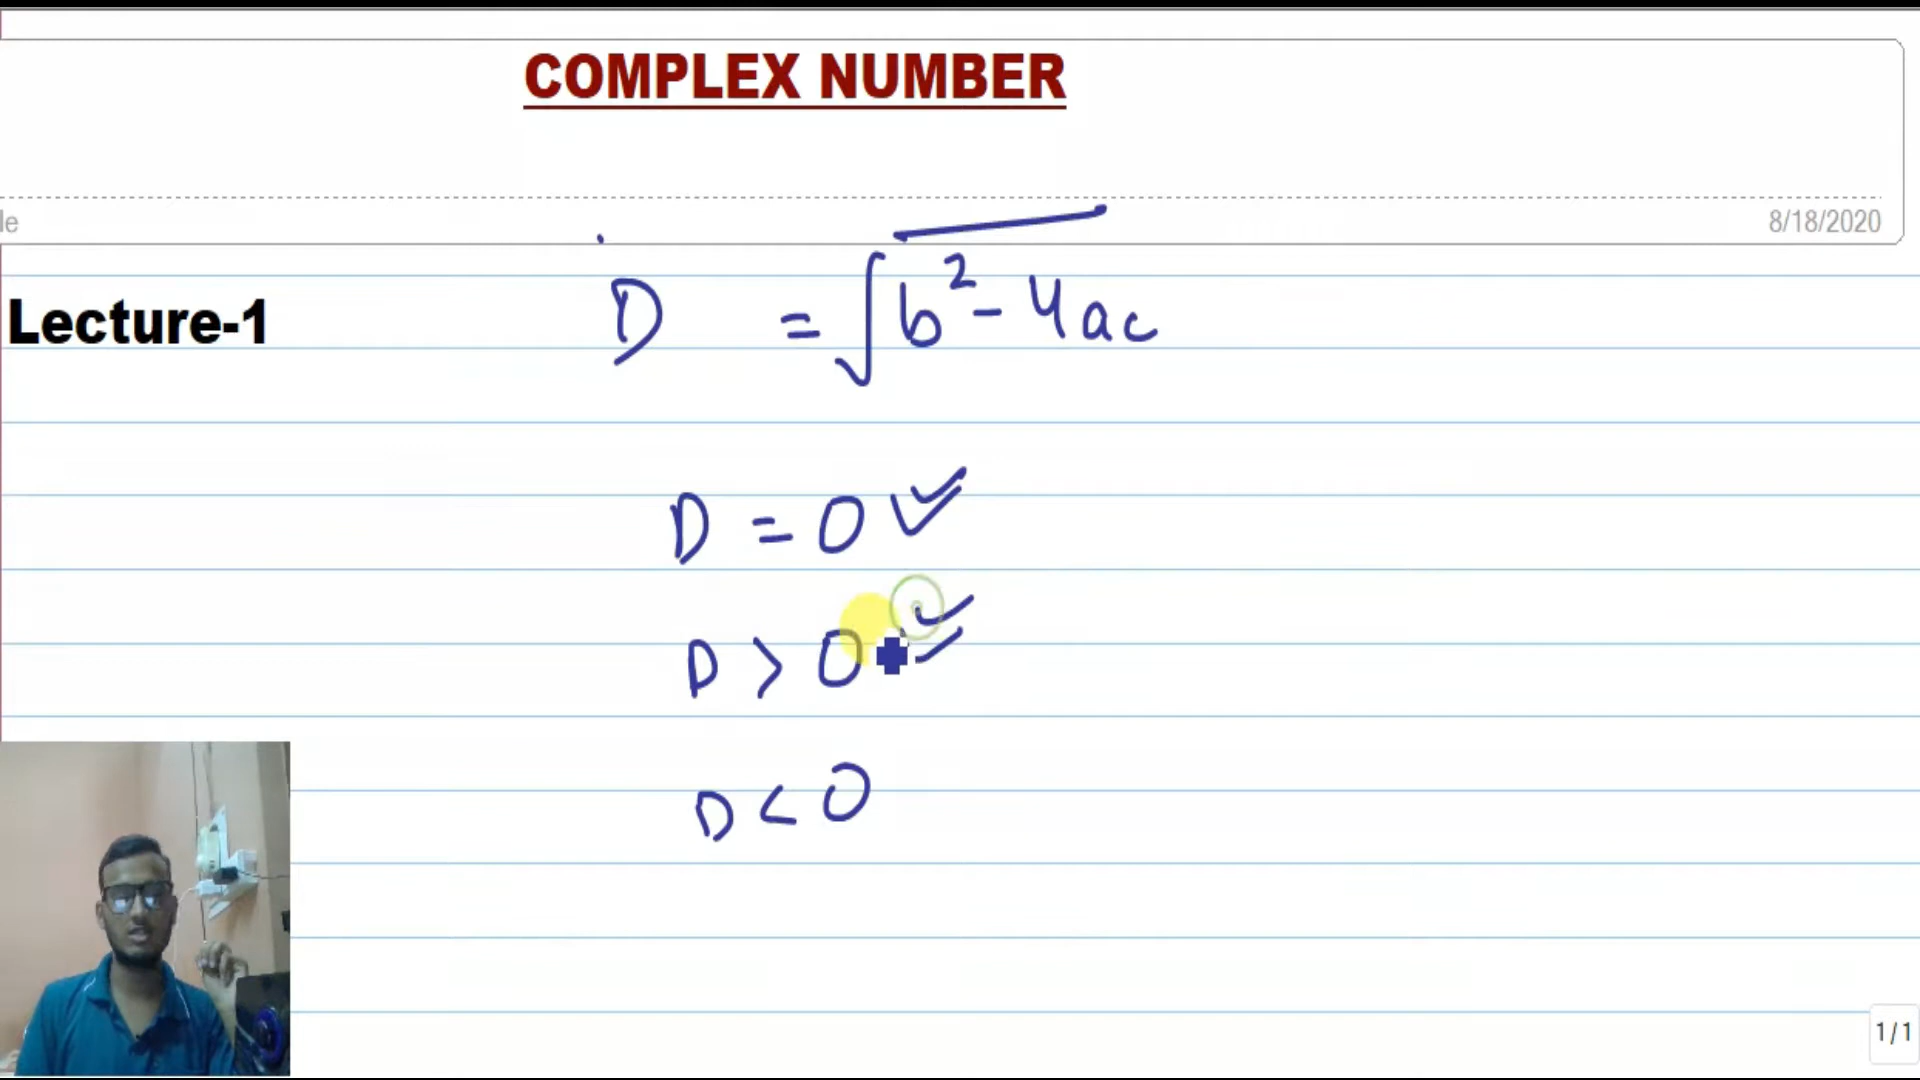 COMPLEX NUMBER
le
8/18/2020
Lecture-1
D = √b² - 4ac
D = 0
D > 0
D < 0
1/1